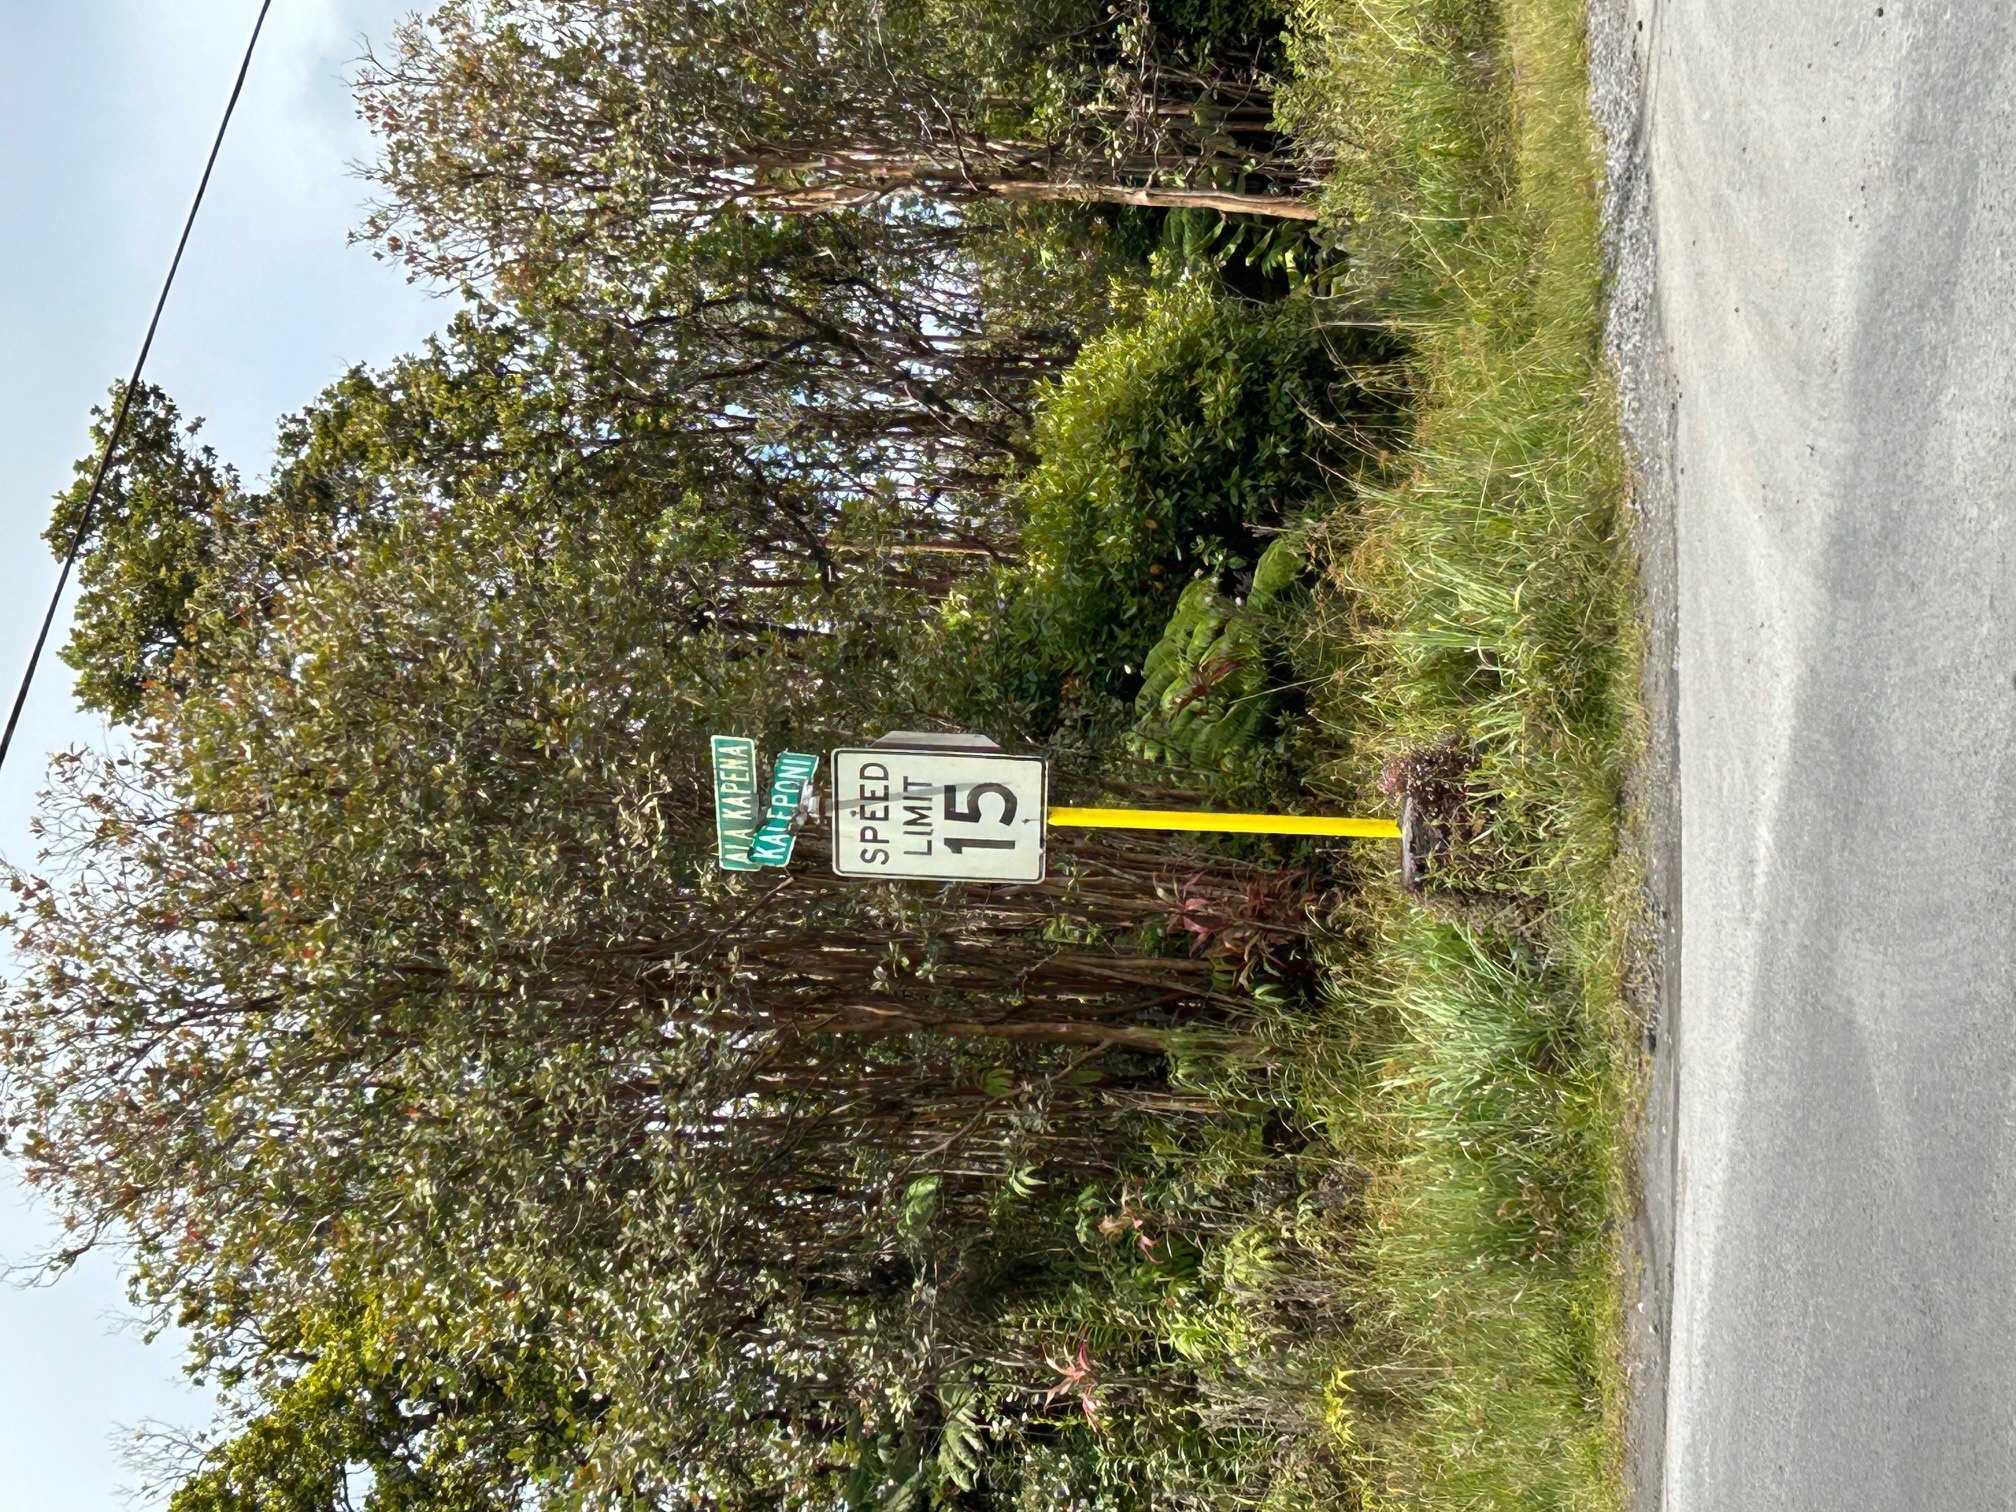 ALA KAPENA
KALEPONI
SPEED
LIMIT
15